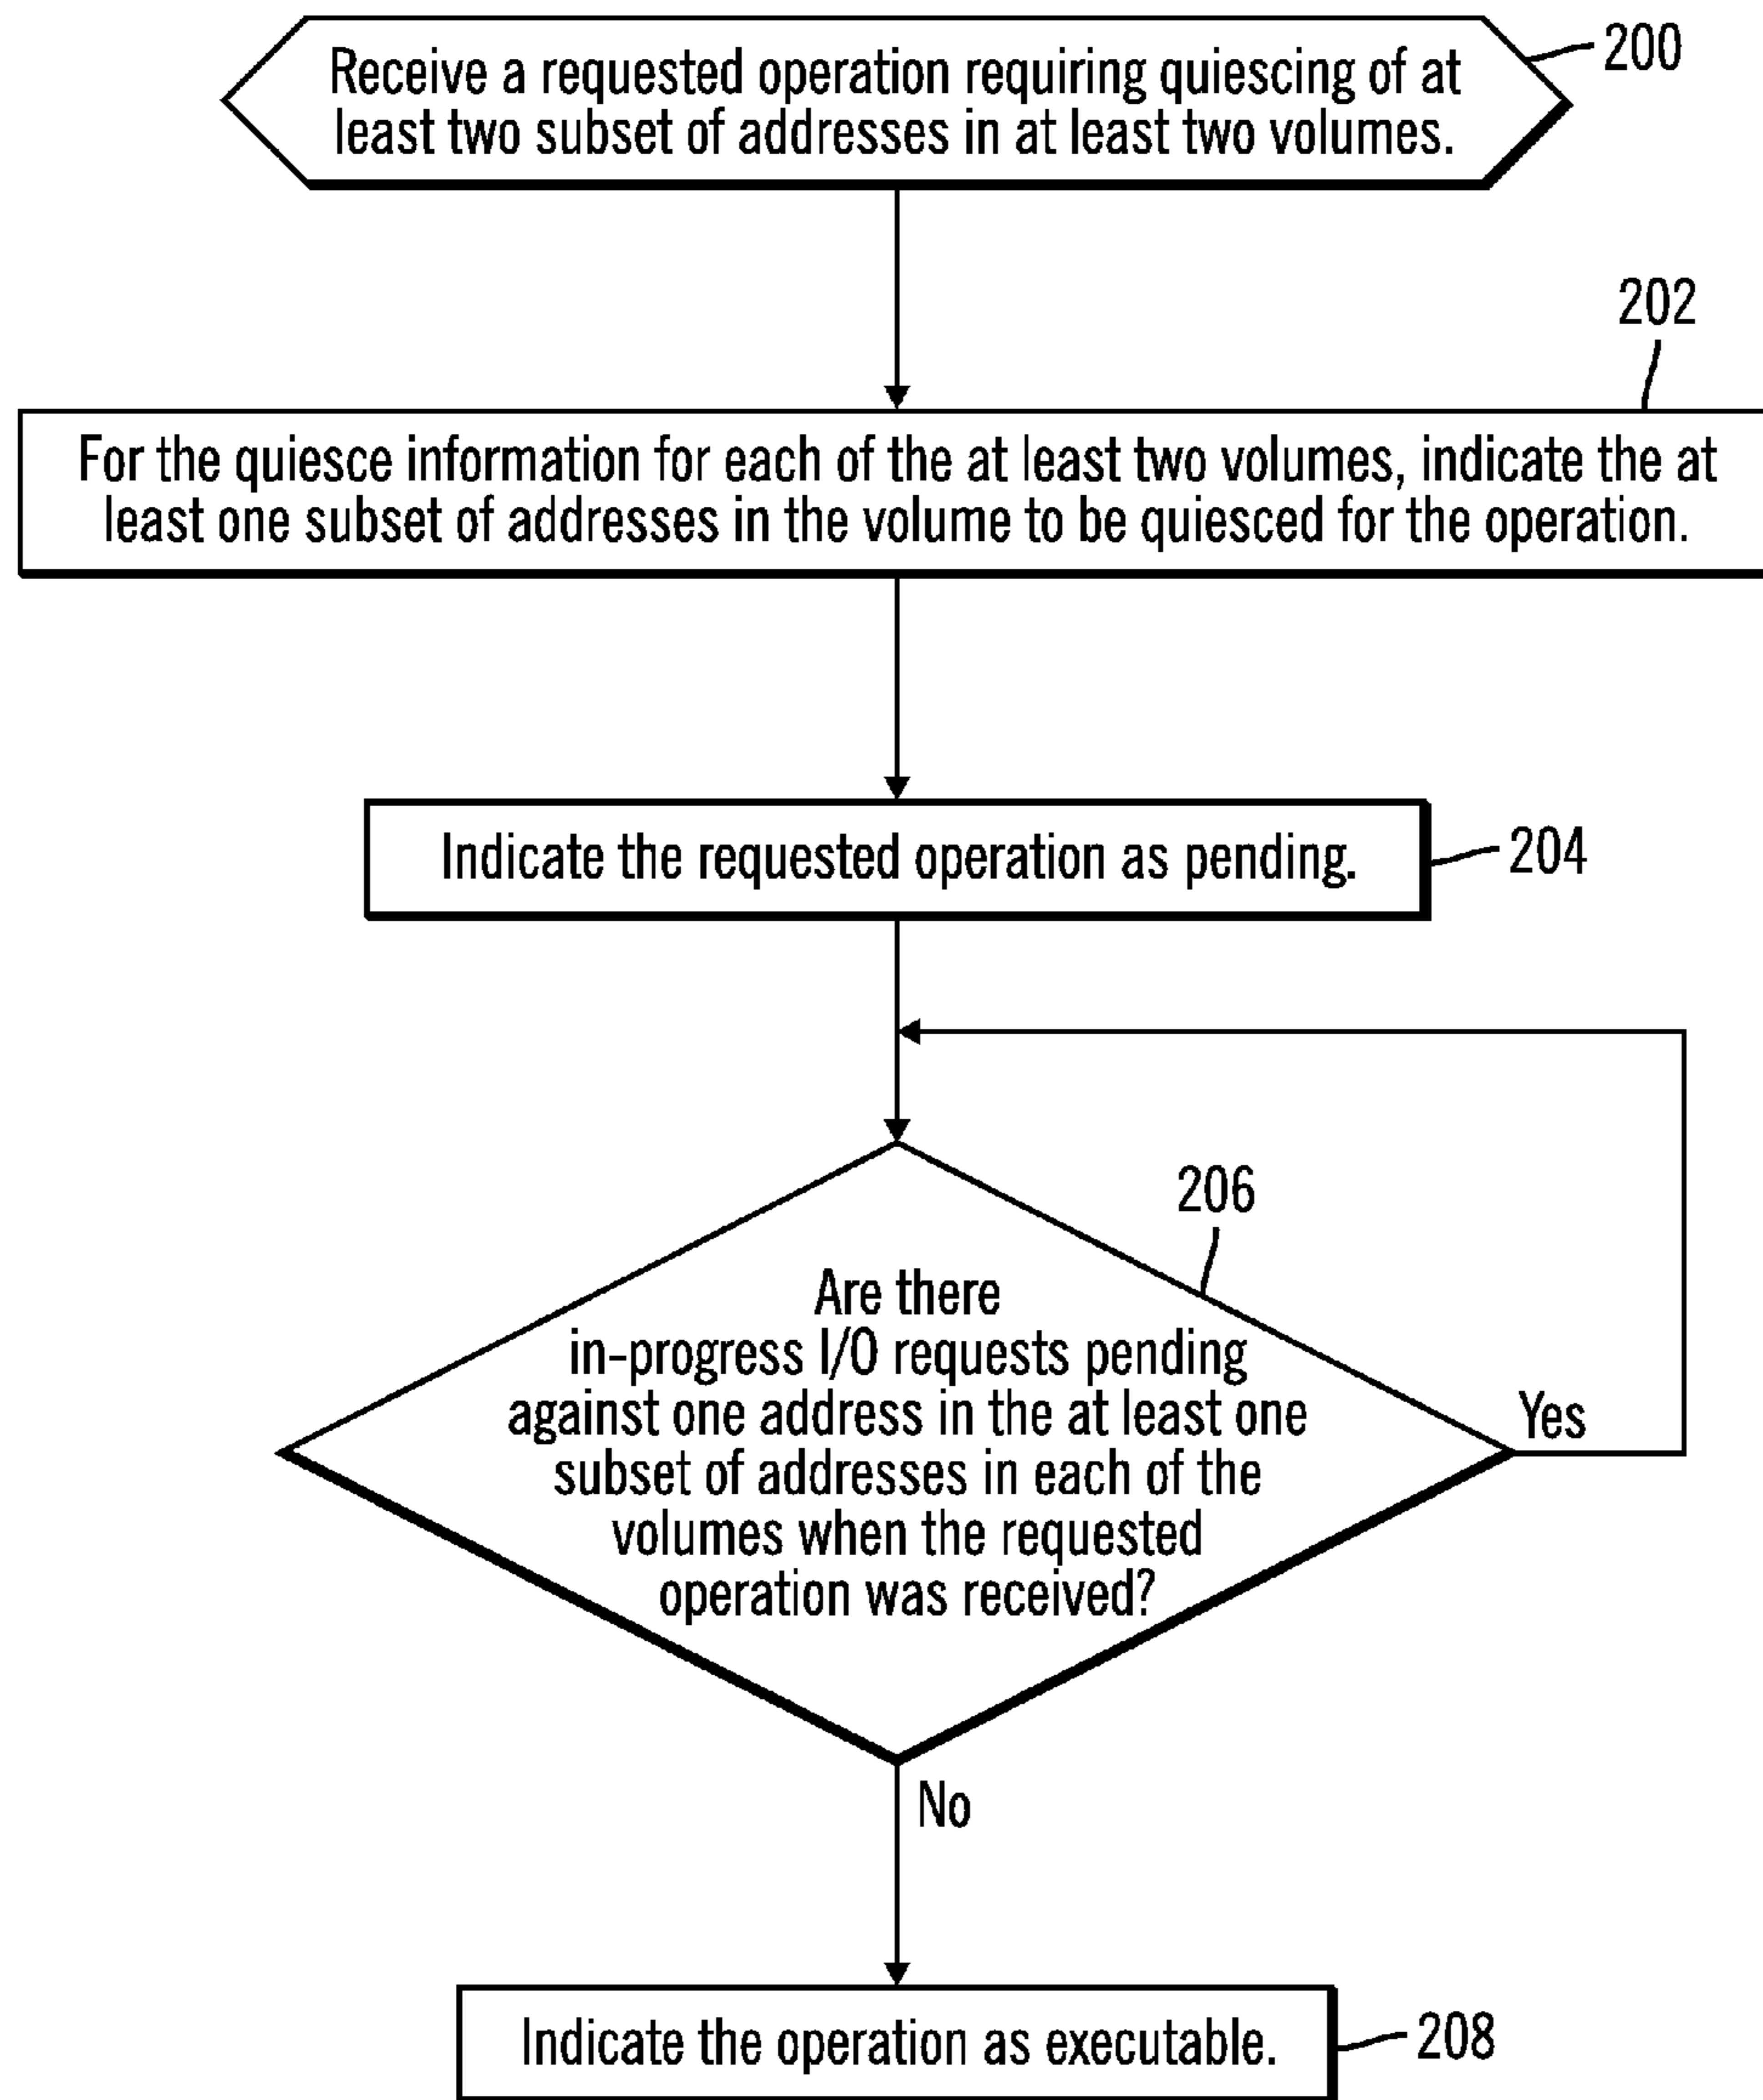 Receive a requested operation requiring quiescing of at
least two subset of addresses in at least two volumes.
200
202
For the quiesce information for each of the at least two volumes, indicate the at
least one subset of addresses in the volume to be quiesced for the operation.
Indicate the requested operation as pending.
204
206
Are there
in-progress I/O requests pending
against one address in the at least one
subset of addresses in each of the
volumes when the requested
operation was received?
Yes
No
Indicate the operation as executable.
208